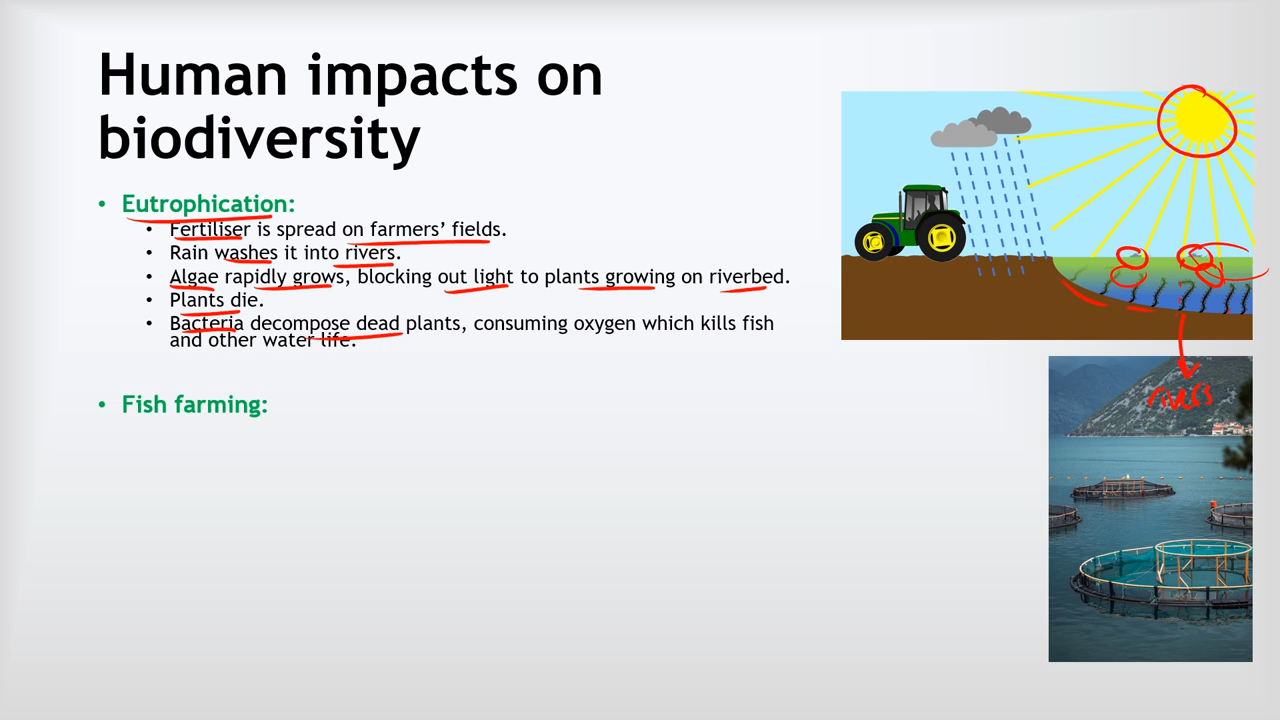 Human impacts on
biodiversity
• Eutrophication:
• Fertiliser is spread on farmers’ fields.
• Rain washes it into rivers.
• Algae rapidly grows, blocking out light to plants growing on riverbed.
• Plants die.
• Bacteria decompose dead plants, consuming oxygen which kills fish
and other water life.
rivers
• Fish farming: